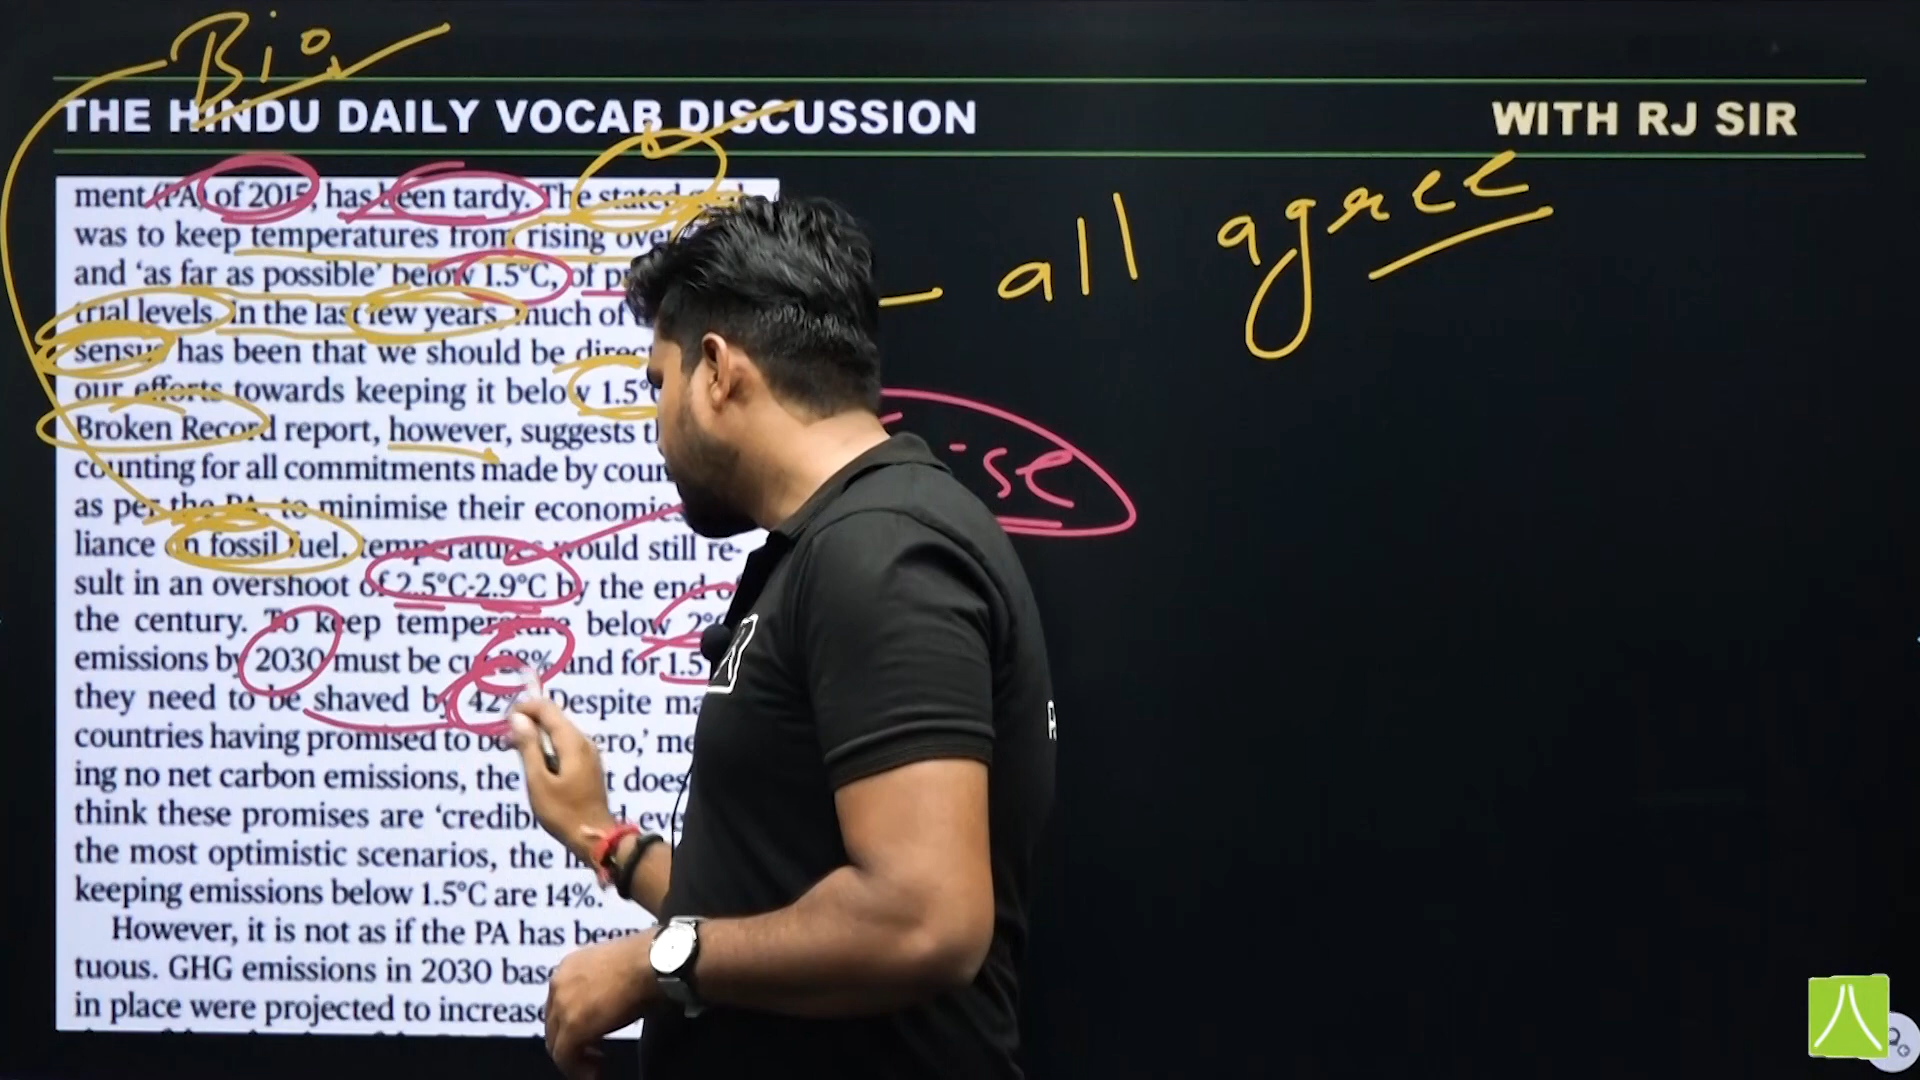 Bio
THE HINDU DAILY VOCAB DISCUSSION
WITH RJ SIR
ment (PA) of 2015, has been tardy. The stated
was to keep temperatures from rising over
and ‘as far as possible’ below 1.5°C, of
trial levels. In the last few years, much of
sensus has been that we should be
our efforts towards keeping it below 1.5°
Broken Record report, however, suggests
counting for all commitments made by
as per the PA, to minimise their economies
liance on fossil fuel, temperatures would still re-
sult in an overshoot of 2.5°C-2.9°C by the end of
the century. To keep temperature below 2°
emissions by 2030 must be cut 28% and for 1.5
they need to be shaved by 42%. Despite
countries having promised to
ing no net carbon emissions, the does
think these promises are
the most optimistic scenarios, the
keeping emissions below 1.5°C are 14%.
However, it is not as if the PA has been
tuous. GHG emissions in 2030
in place were projected to increase
all agree
-se